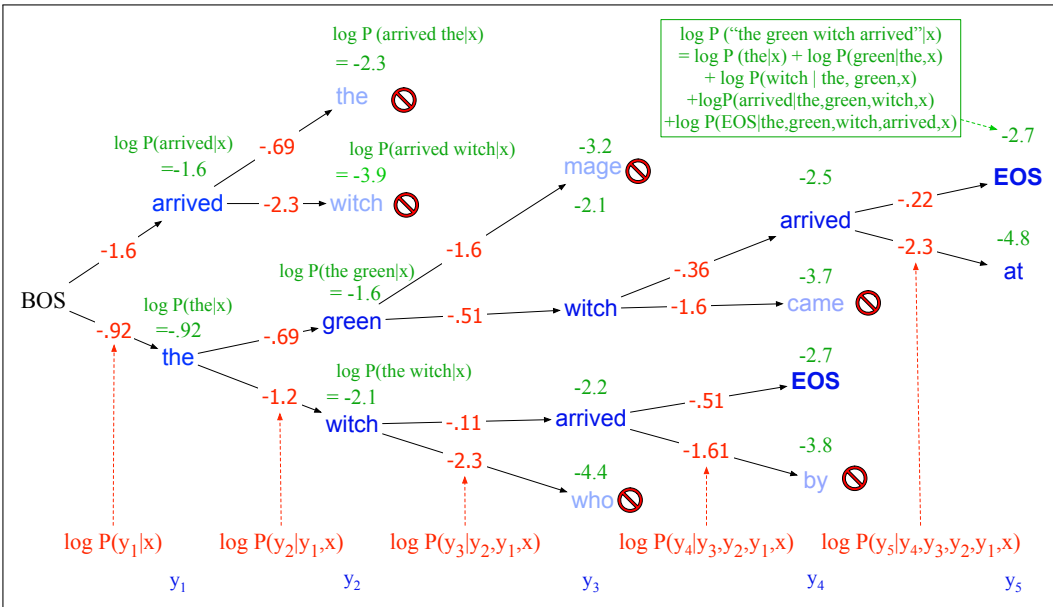 log P (arrived the|x)
= -2.3
the
log P ("the green witch arrived"|x)
= log P (the|x) + log P(green|the,x)
+ log P(witch | the, green,x)
+logP(arrived|the,green,witch,x)
+log P(EOS|the,green,witch,arrived,x)
log P(arrived|x)
=-1.6
arrived
-.69
log P(arrived witch|x)
= -3.9
-2.3
witch
-3.2
mage
-2.1
-2.7
EOS
-2.5
arrived
-.22
-2.3
-4.8
at
-1.6
BOS
-.92
log P(the|x)
=-.92
the
log P(the green|x)
= -1.6
green
-.69
-1.6
-.51
witch
-.36
-1.6
-3.7
came
-1.2
log P(the witch|x)
= -2.1
witch
-.11
-2.3
-2.2
arrived
-.51
-2.7
EOS
-1.61
-3.8
by
-4.4
who
log P(y₁|x) log P(y₂|y₁,x) log P(y₃|y₂,y₁,x) log P(y₄|y₃,y₂,y₁,x) log P(y₅|y₄,y₃,y₂,y₁,x)
y₁ y₂ y₃ y₄ y₅